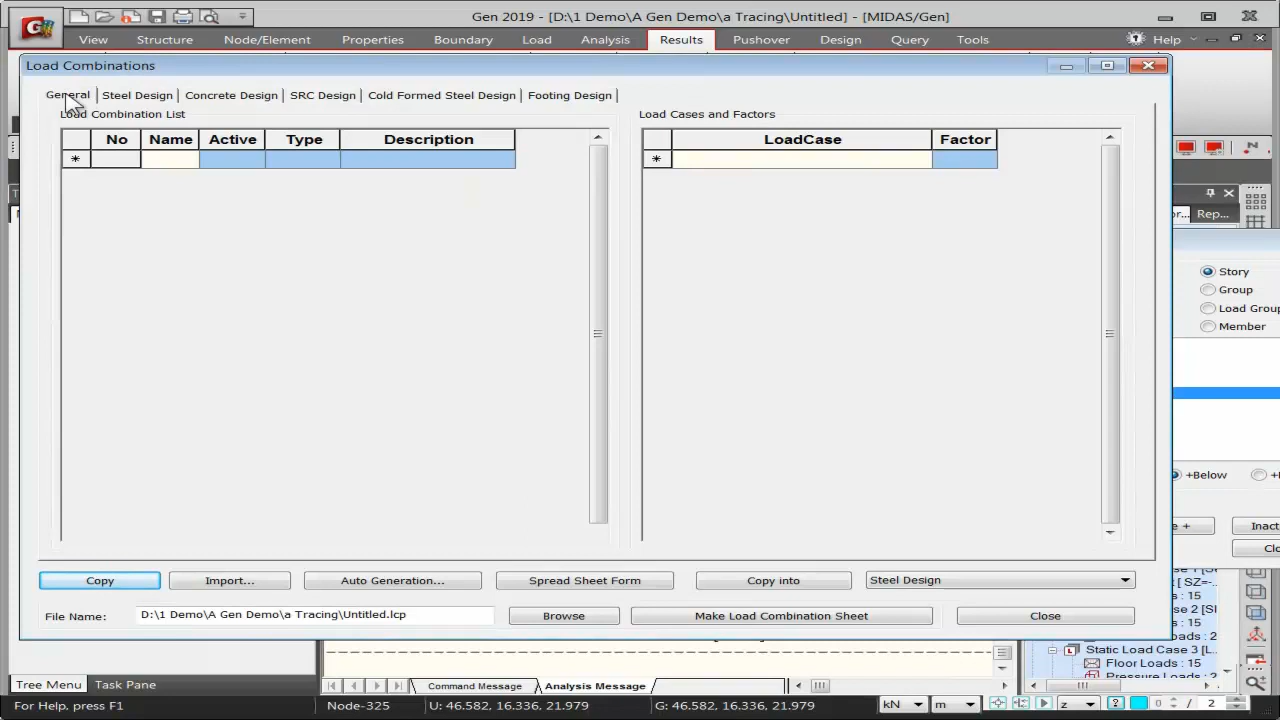 Gen 2019 - [D:\1 Demo\A Gen Demo\a Tracing\Untitled] - [MIDAS/Gen]
View Structure Node/Element Properties Boundary Load Analysis Results Pushover Design Query Tools Help
Load Combinations
General Steel Design Concrete Design SRC Design Cold Formed Steel Design Footing Design
Load Combination List Load Cases and Factors
No Name Active Type Description LoadCase Factor
Rep...
Story
Group
Load Group
Member
+Below
Copy Import... Auto Generation... Spread Sheet Form Copy into Steel Design
File Name: D:\1 Demo\A Gen Demo\a Tracing\Untitled.lcp Browse Make Load Combination Sheet Close
Static Load Case 3 [L
Floor Loads : 15
Pressure Loads : 2
Tree Menu Task Pane Command Message Analysis Message
For Help, press F1 Node-325 U: 46.582, 16.336, 21.979 G: 46.582, 16.336, 21.979 kN m z 0 / 2